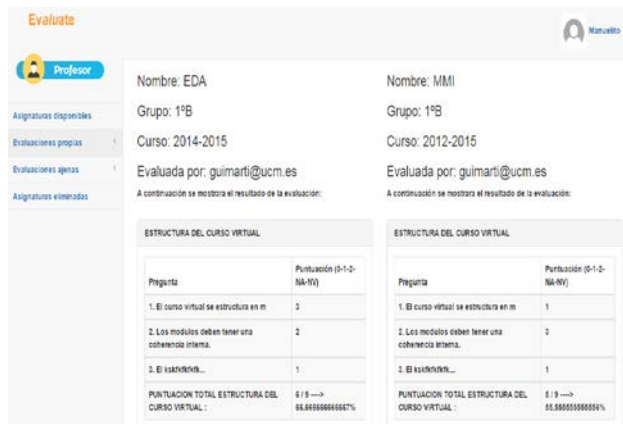 Evaluate
Manuelito
Profesor
Asignaturas disponibles
Evaluaciones propias
Evaluaciones ajenas
Asignaturas eliminadas
Nombre: EDA
Grupo: 1ºB
Curso: 2014-2015
Evaluada por: guimarti@ucm.es
A continuación se mostrara el resultado de la evaluación:
ESTRUCTURA DEL CURSO VIRTUAL
Pregunta
Puntuación (0-1-2-
NA-NV)
1. El curso virtual se estructura en m
3
2. Los modulos deben tener una
coherencia interna.
2
3. El
1
PUNTUACION TOTAL ESTRUCTURA DEL
CURSO VIRTUAL :
6 / 9 ---->
66.666666666667%
Nombre: MMI
Grupo: 1ºB
Curso: 2012-2015
Evaluada por: guimarti@ucm.es
A continuación se mostrara el resultado de la evaluación:
ESTRUCTURA DEL CURSO VIRTUAL
Pregunta
Puntuación (0-1-2-
NA-NV)
1. El curso virtual se estructura en m
1
2. Los modulos deben tener una
coherencia interna.
3
3. El
1
PUNTUACION TOTAL ESTRUCTURA DEL
CURSO VIRTUAL :
5 / 9 ---->
55.555555555556%